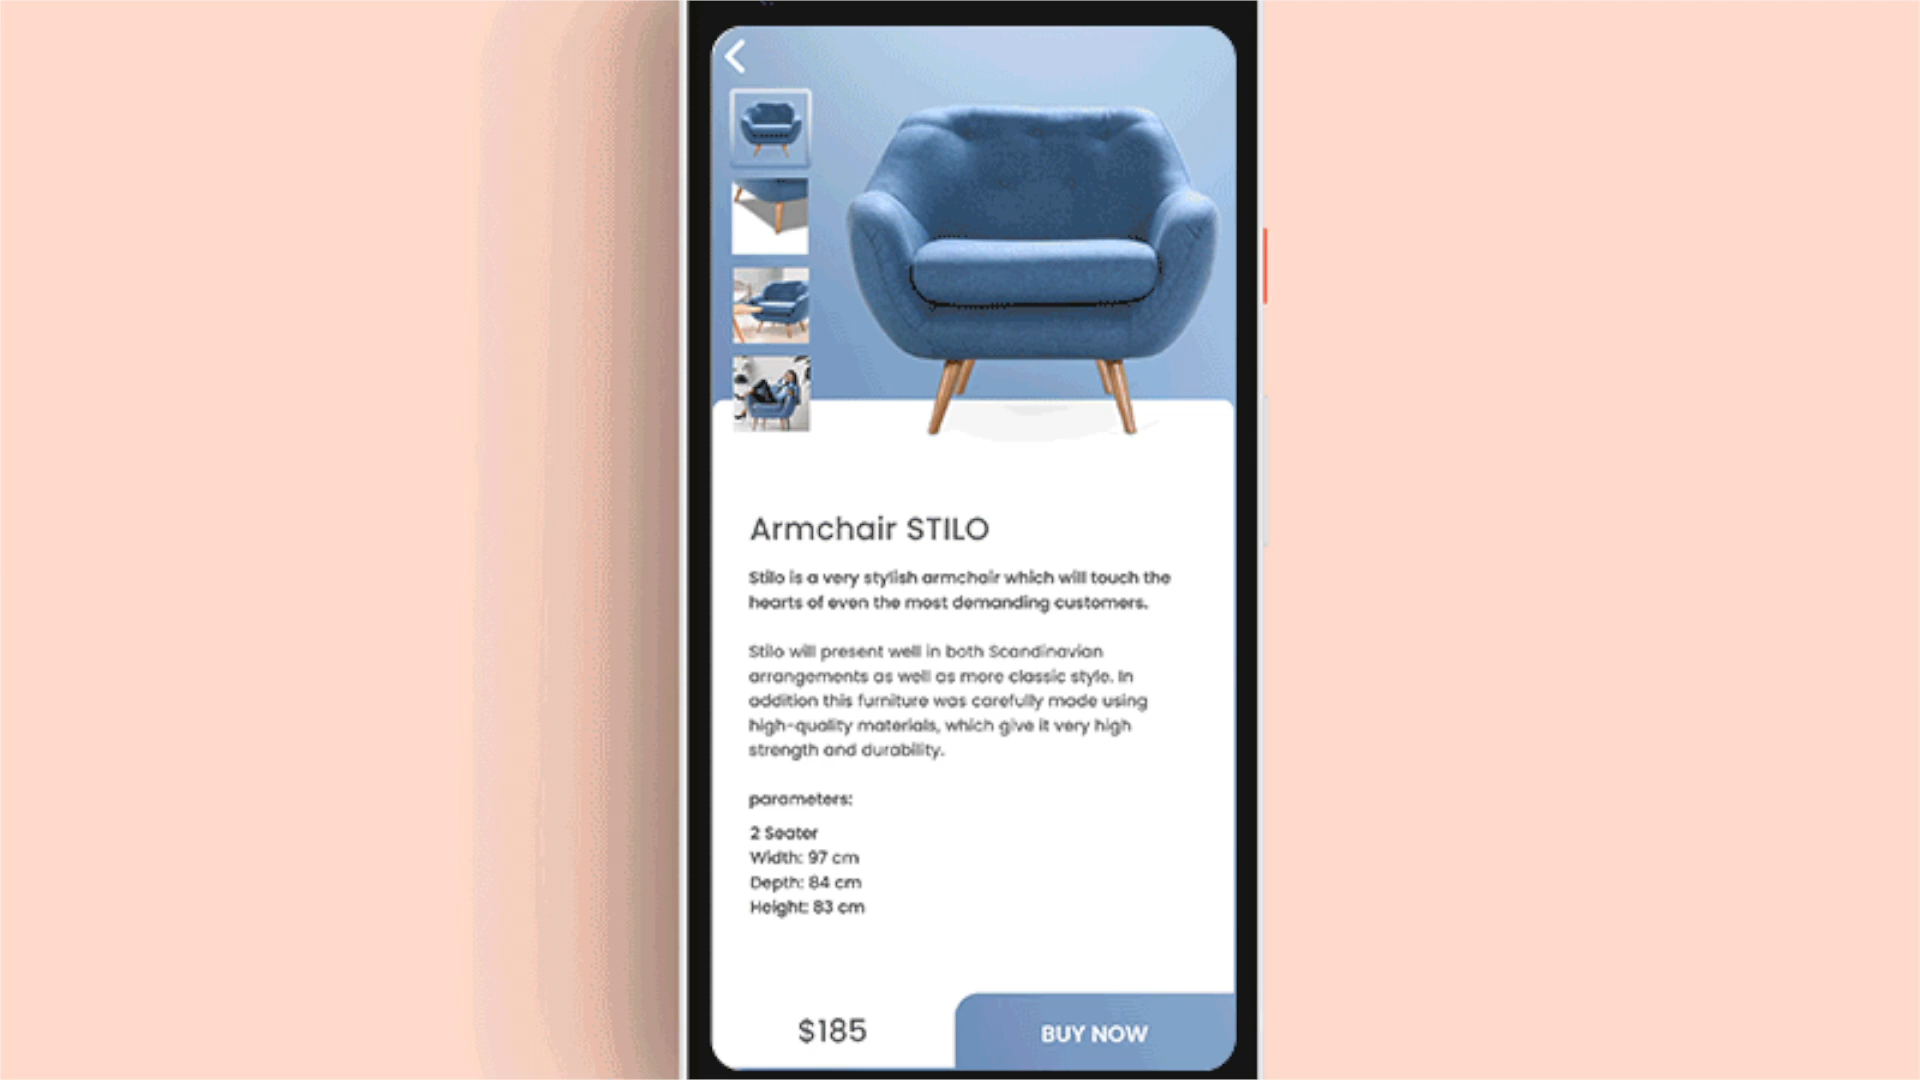 Armchair STILO
Stilo is a very stylish armchair which will touch the
hearts of even the most demanding customers.
Stilo will present well in both Scandinavian
arrangements as well as more classic style. In
addition this furniture was carefully made using
high-quality materials, which give it very high
strength and durability.
parameters:
2 Seater
Width: 97 cm
Depth: 84 cm
Height: 83 cm
$185
BUY NOW